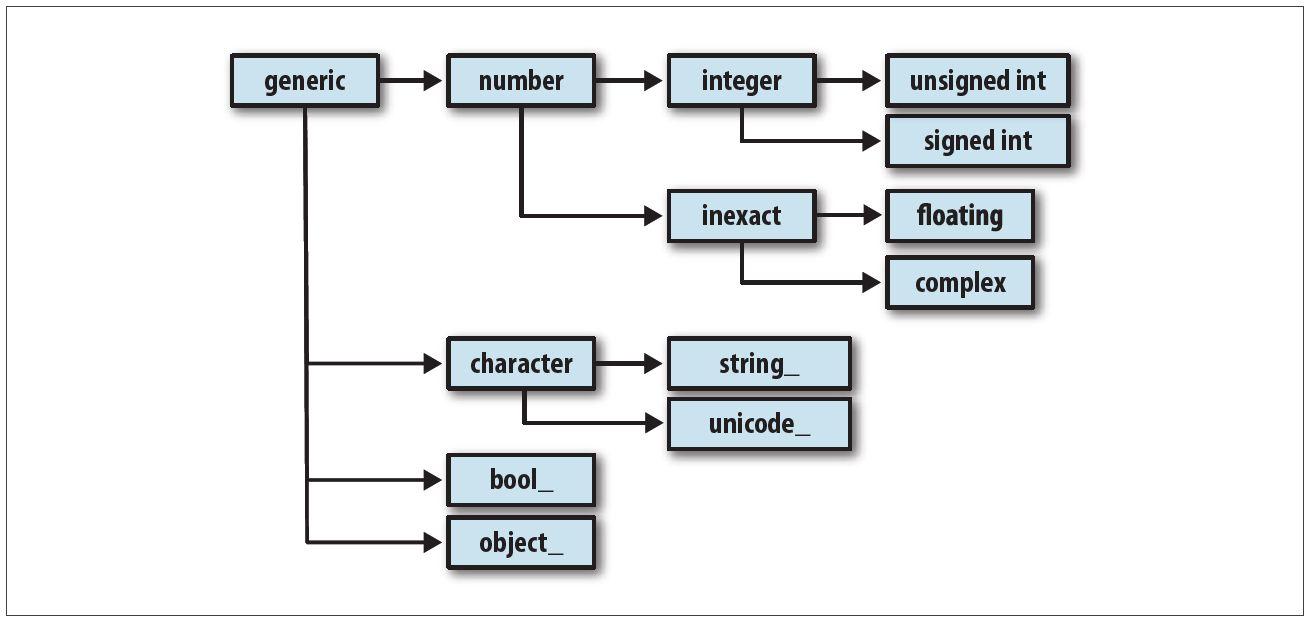 generic
number
integer
unsigned int
signed int
inexact
floating
complex
character
string_
unicode_
bool_
object_